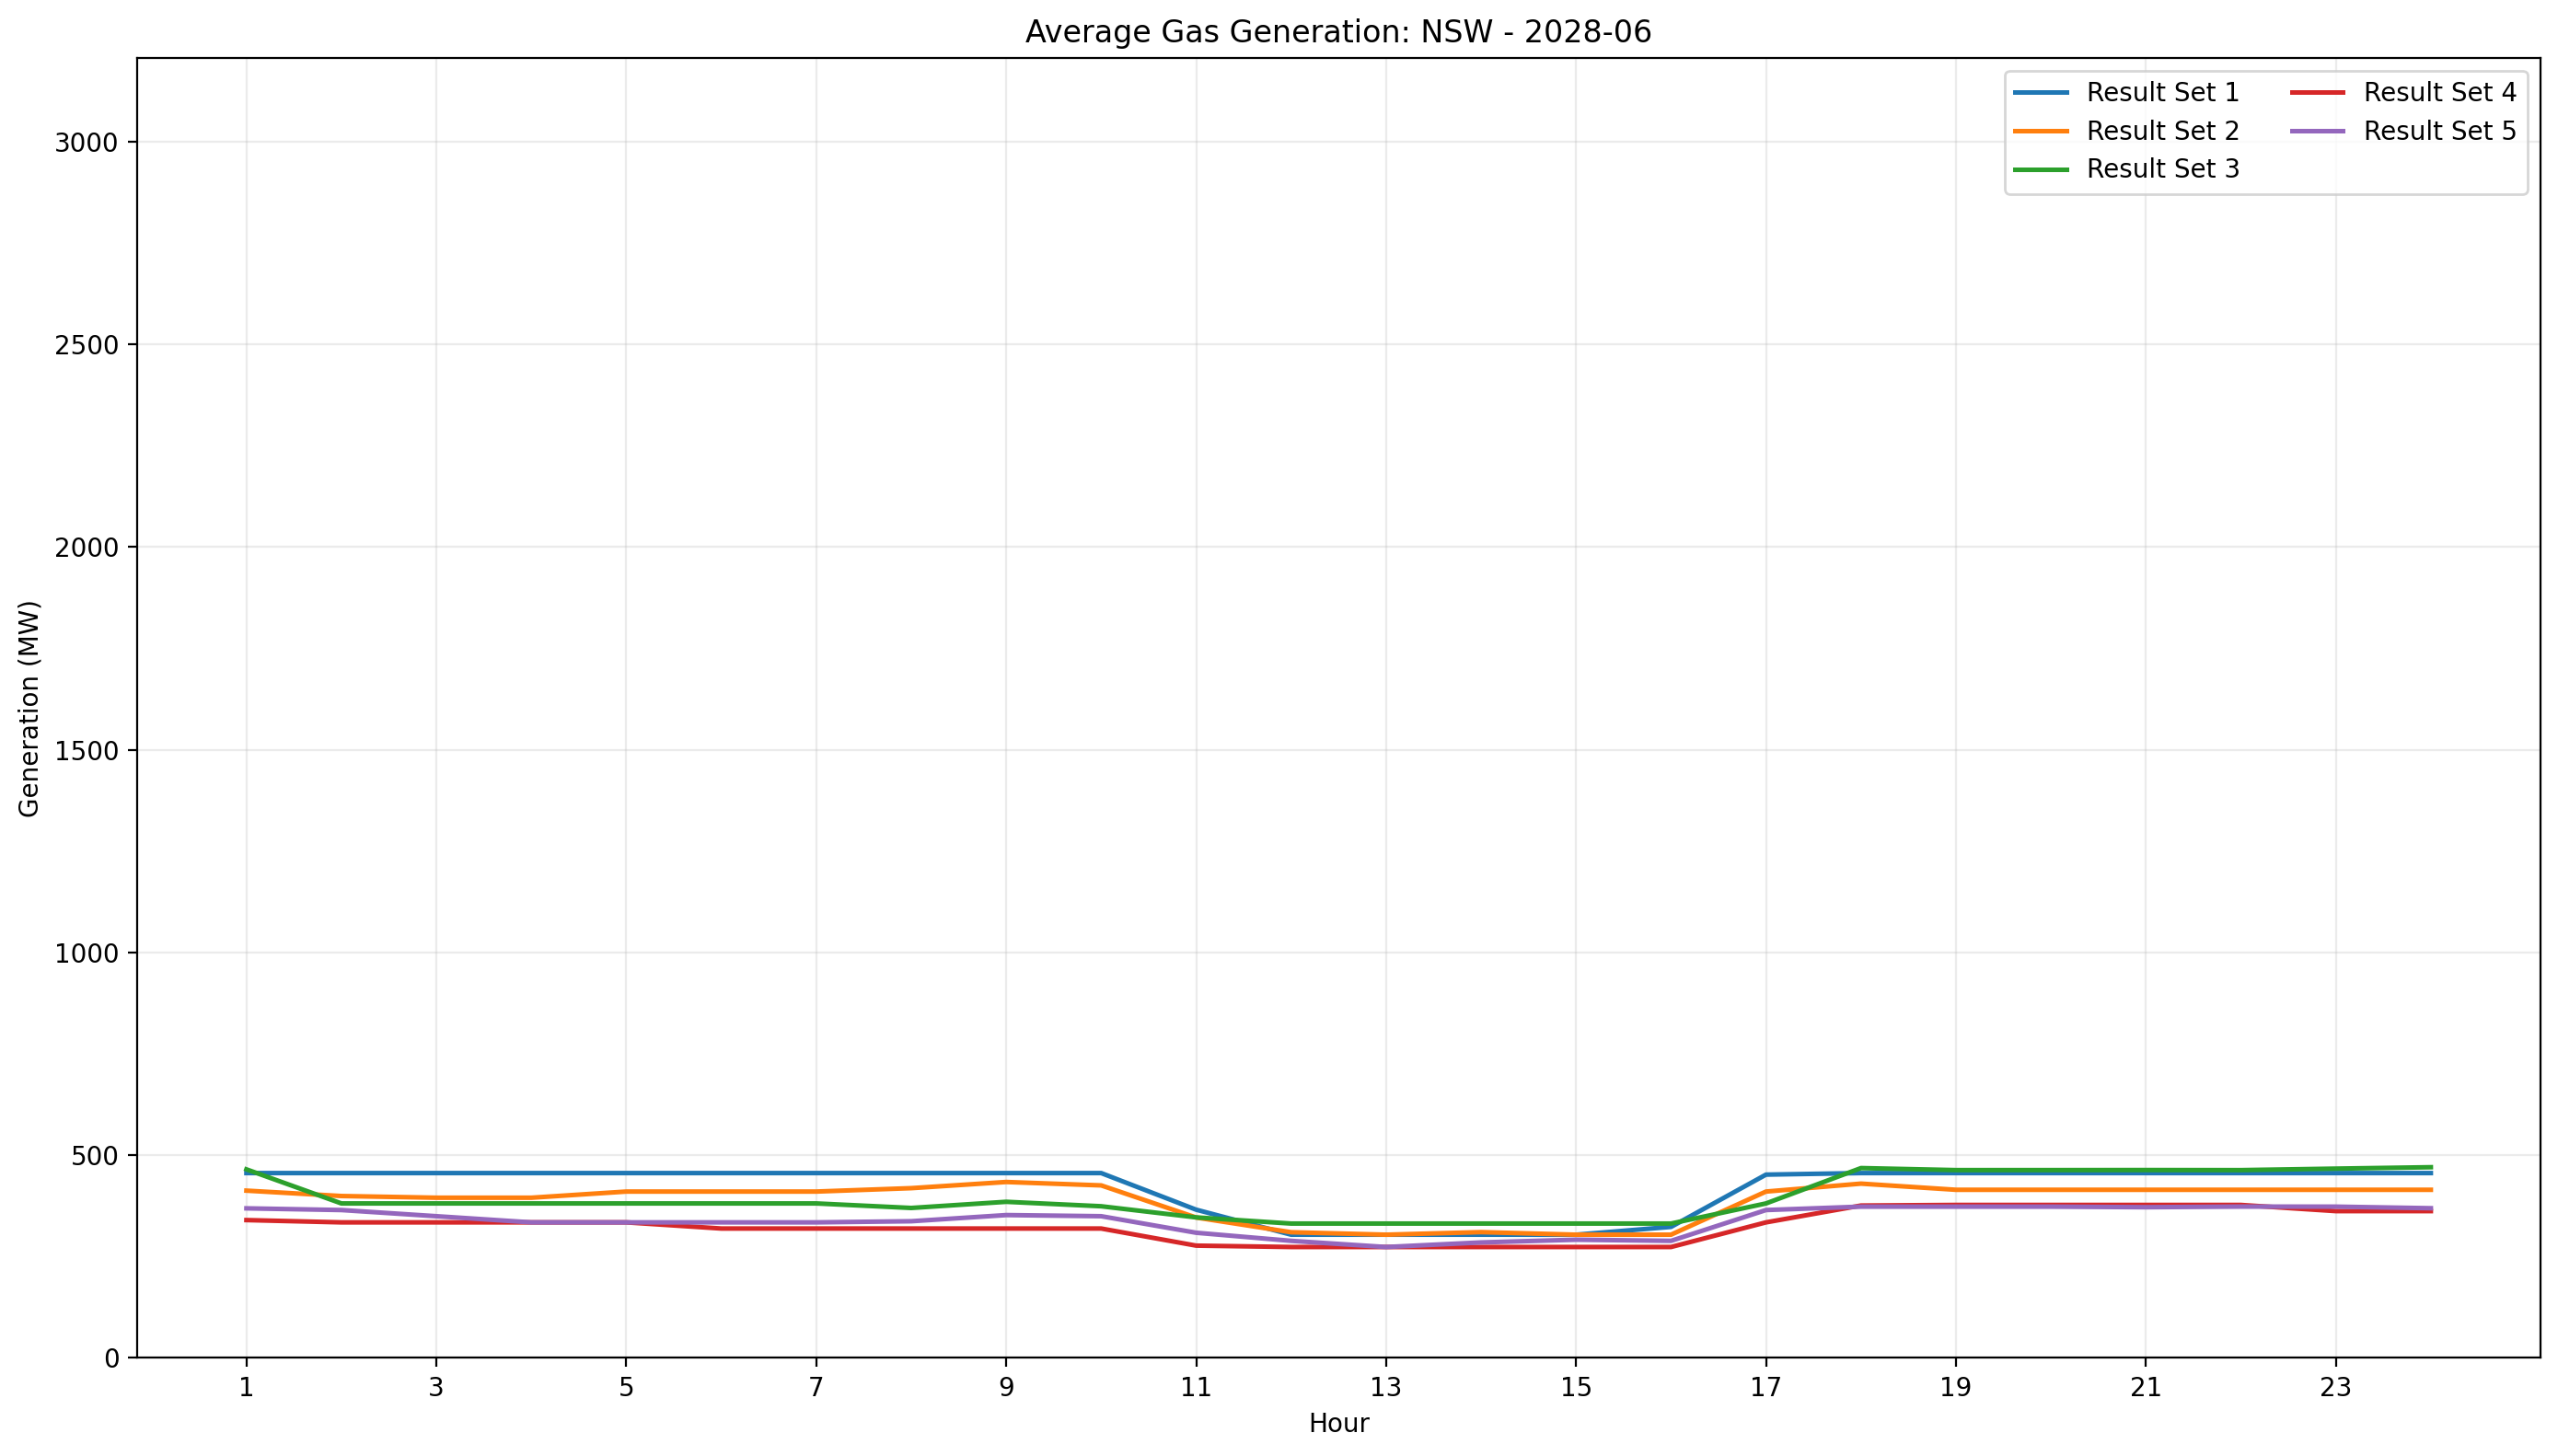 Average Gas Generation: NSW - 2028-06
Result Set 1
Result Set 2
Result Set 3
Result Set 4
Result Set 5
Generation (MW)
3000
2500
2000
1500
1000
500
0
1 3 5 7 9 11 13 15 17 19 21 23
Hour